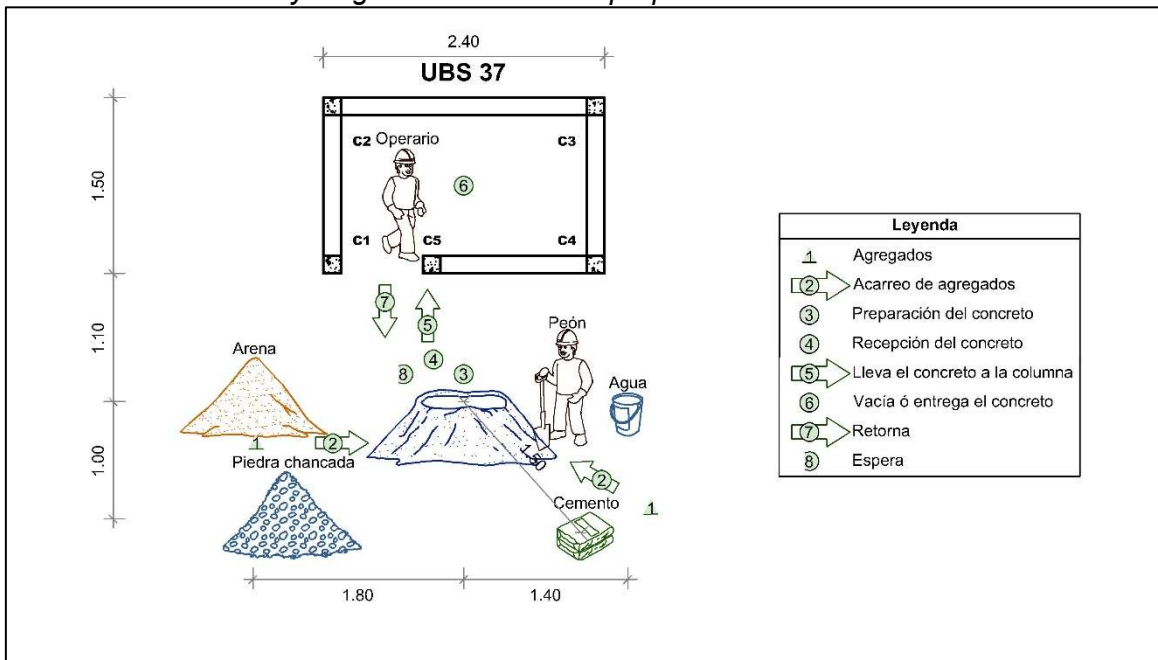 2.40
UBS 37
C2 Operario
C3
6
1.50
C1
C5
C4
7
5
1.10
Peón
Arena
4
8
3
Agua
1
2
1.00
Piedra chancada
2
Cemento
1
1.80
1.40
Leyenda
1 Agregados
2 Acarreo de agregados
3 Preparación del concreto
4 Recepción del concreto
5 Lleva el concreto a la columna
6 Vacía ó entrega el concreto
7 Retorna
8 Espera